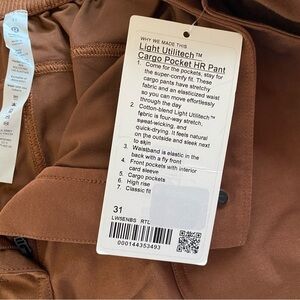 WHY WE MADE THIS
Light Utilitech™
Cargo Pocket HR Pant
1. Come for the pockets, stay for
the super-comfy fit. These
cargo pants have stretchy
fabric and an elasticized waist
so you can move effortlessly
through the day
2. Cotton-blend Light Utilitech™
fabric is four-way stretch,
sweat-wicking, and
quick-drying. It feels natural
on the outside and sleek next
to skin
3. Waistband is elastic in the
back with a fly front
4. Front pockets with interior
card sleeve
5. Cargo pockets
6. High rise
7. Classic fit
31
LW5ENBS RTL
000144353493